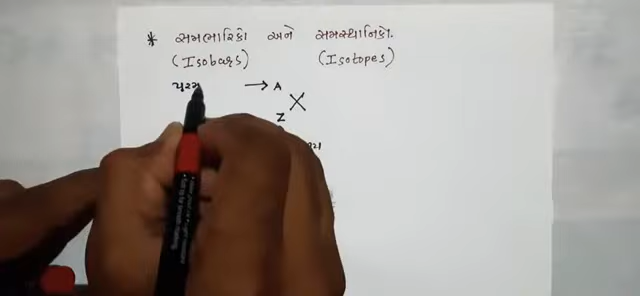 * સમભારિકો અને સમસ્થાનિકો.
(Isobars) (Isotopes)
→ A
X
Z